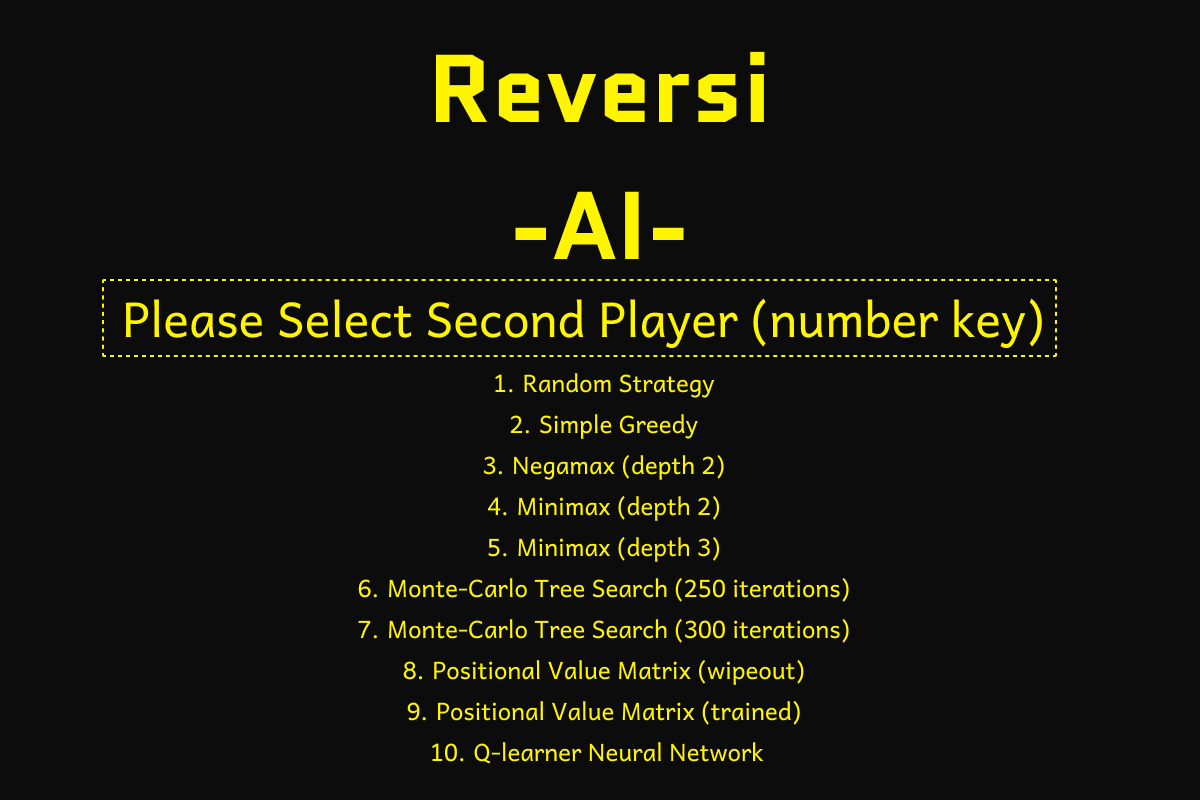 Reversi
-AI-
Please Select Second Player (number key)
1. Random Strategy
2. Simple Greedy
3. Negamax (depth 2)
4. Minimax (depth 2)
5. Minimax (depth 3)
6. Monte-Carlo Tree Search (250 iterations)
7. Monte-Carlo Tree Search (300 iterations)
8. Positional Value Matrix (wipeout)
9. Positional Value Matrix (trained)
10. Q-learner Neural Network